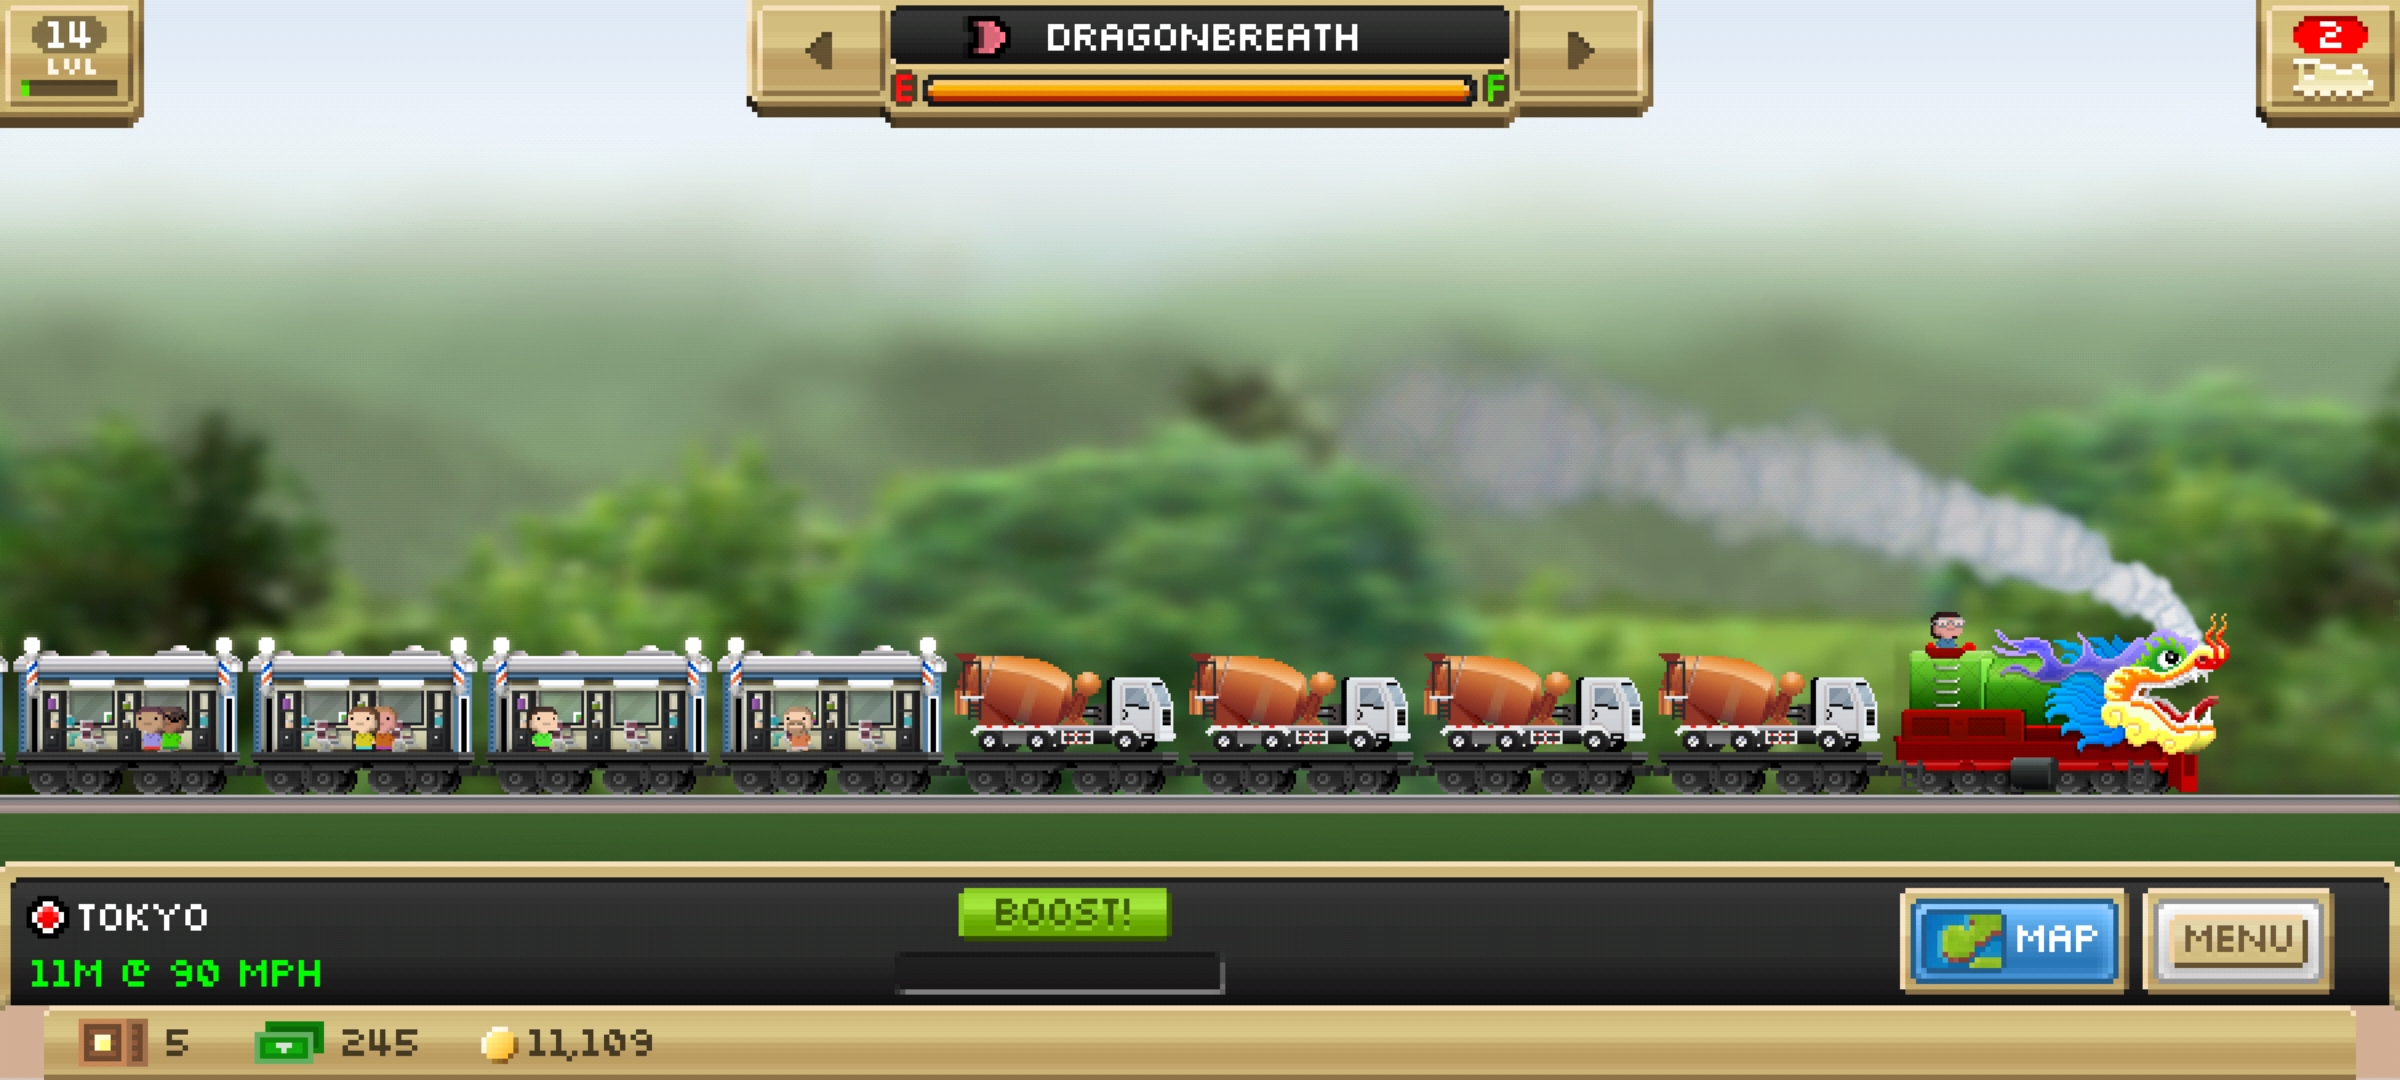 14
LVL
DRAGONBREATH
E F
2
TOKYO
11M @ 90 MPH
BOOST!
MAP
MENU
5 245 11,109